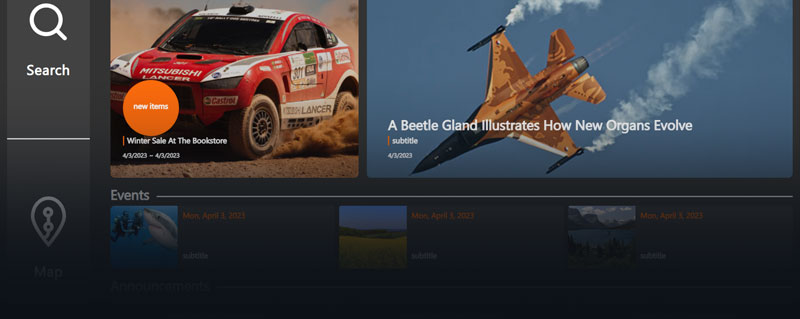 Search
MITSUBISHI
LANCER
301
Castrol
LANCER
new items
Winter Sale At The Bookstore
4/3/2023 ~ 4/3/2023
A Beetle Gland Illustrates How New Organs Evolve
subtitle
4/3/2023
Events
Mon, April 3, 2023
subtitle
Mon, April 3, 2023
subtitle
Mon, April 3, 2023
subtitle
Map
Announcements